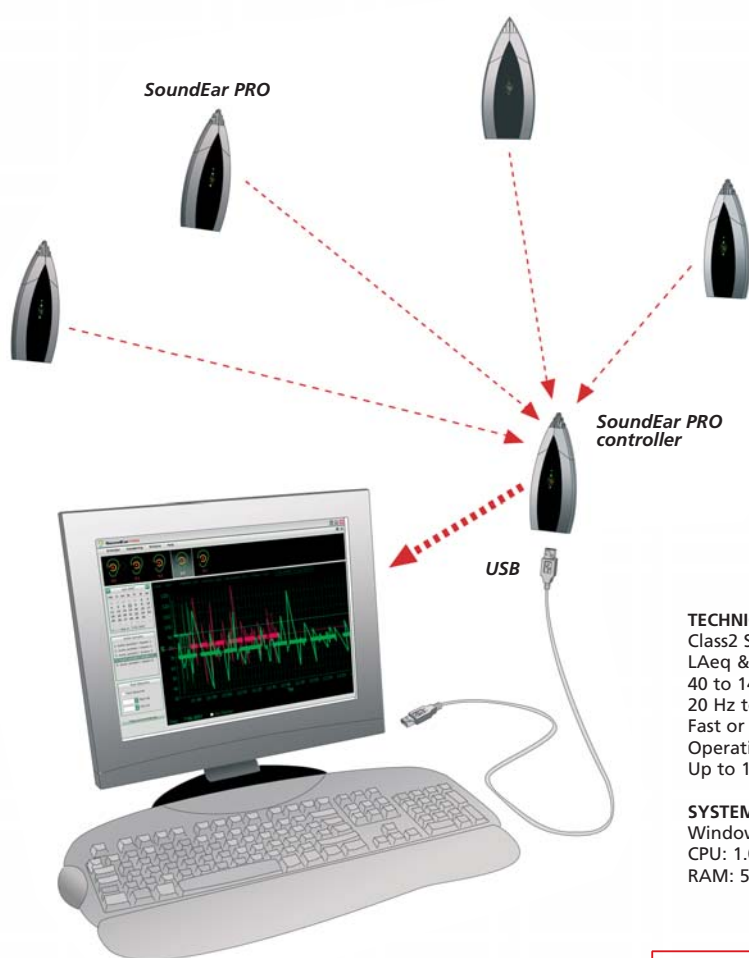 SoundEar PRO
SoundEar PRO
controller
USB
SoundEar
TECHNI
Class2 S
LAeq &
40 to 14
20 Hz t
Fast or
Operati
Up to 1
SYSTEM
Window
CPU: 1.
RAM: 5